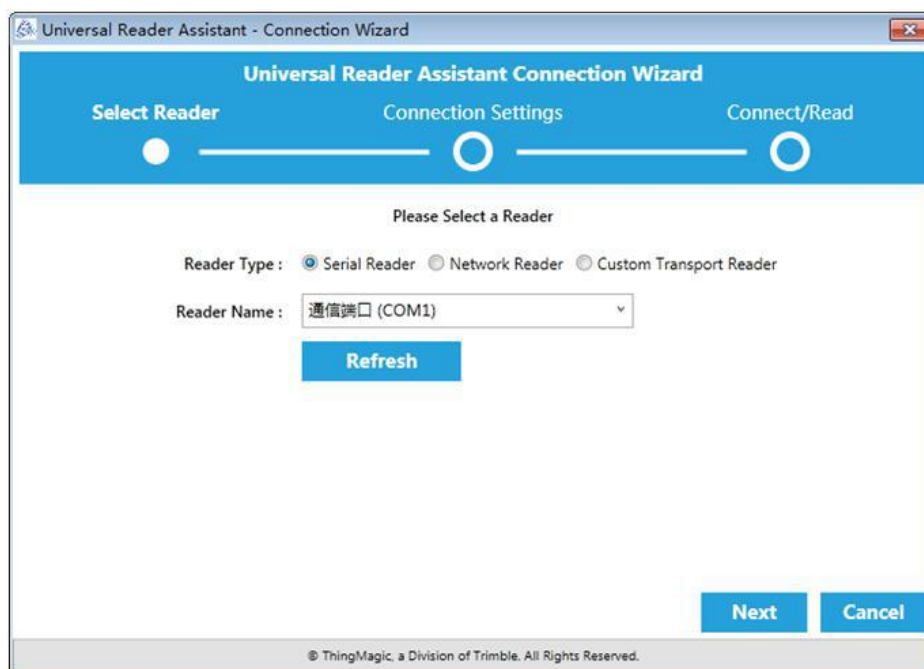 Universal Reader Assistant - Connection Wizard
Universal Reader Assistant Connection Wizard
Select Reader Connection Settings Connect/Read
Please Select a Reader
Reader Type : Serial Reader Network Reader Custom Transport Reader
Reader Name : 通信端口 (COM1)
Refresh
Next Cancel
© ThingMagic, a Division of Trimble. All Rights Reserved.